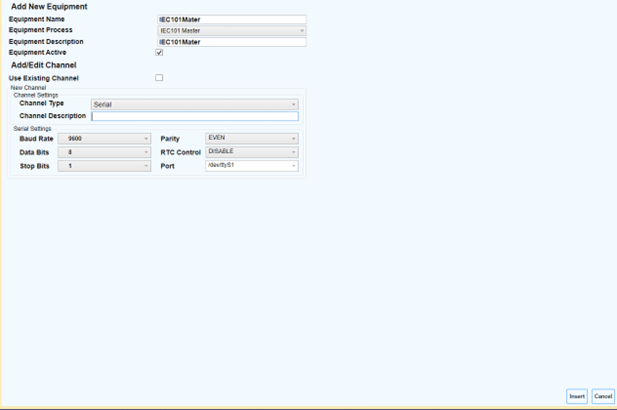 Add New Equipment
Equipment Name IEC101Mater
Equipment Process IEC101 Master
Equipment Description IEC101Mater
Equipment Active
Add/Edit Channel
Use Existing Channel
New Channel
Channel Settings
Channel Type Serial
Channel Description
Serial Settings
Baud Rate 9600 Parity EVEN
Data Bits 8 RTC Control DISABLE
Stop Bits 1 Port /dev/ttyS1
Insert Cancel